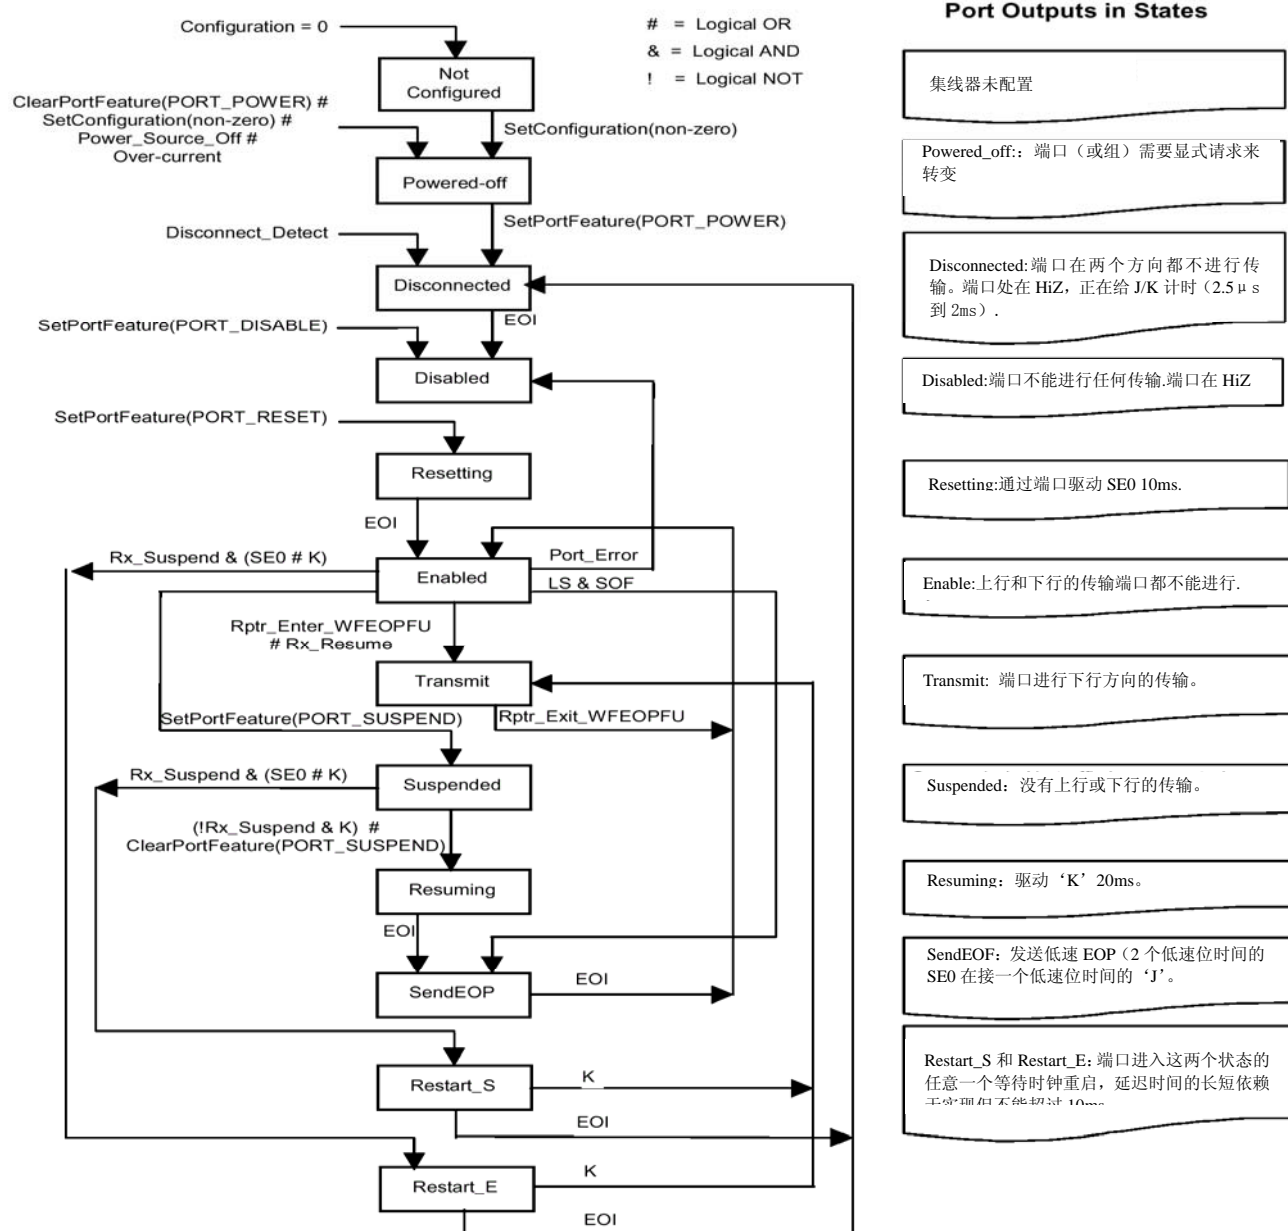 Configuration = 0
# = Logical OR
& = Logical AND
! = Logical NOT
Not
Configured
ClearPortFeature(PORT_POWER) #
SetConfiguration(non-zero) #
Power_Source_Off #
Over-current
SetConfiguration(non-zero)
Powered-off
SetPortFeature(PORT_POWER)
Disconnect_Detect
Disconnected
EOI
SetPortFeature(PORT_DISABLE)
Disabled
SetPortFeature(PORT_RESET)
Resetting
EOI
Rx_Suspend & (SE0 # K)
Enabled
Port_Error
LS & SOF
Rptr_Enter_WFEOPFU
# Rx_Resume
Transmit
SetPortFeature(PORT_SUSPEND)
Rptr_Exit_WFEOPFU
Rx_Suspend & (SE0 # K)
Suspended
(!Rx_Suspend & K) #
ClearPortFeature(PORT_SUSPEND)
Resuming
EOI
SendEOP
EOI
Restart_S
K
EOI
Restart_E
K
EOI
Port Outputs in States
集线器未配置
Powered_off:：端口（或组）需要显式请求来
转变
Disconnected:端口在两个方向都不进行传
输。端口处在 HiZ，正在给 J/K 计时（2.5μs
到 2ms）.
Disabled:端口不能进行任何传输.端口在 HiZ
Resetting:通过端口驱动 SE0 10ms.
Enable:上行和下行的传输端口都不能进行.
Transmit: 端口进行下行方向的传输。
Suspended：没有上行或下行的传输。
Resuming：驱动‘K’20ms。
SendEOF：发送低速 EOP（2 个低速位时间的
SE0 在接一个低速位时间的‘J’。
Restart_S 和 Restart_E：端口进入这两个状态的
任意一个等待时钟重启，延迟时间的长短依赖
于实现但不能超过 10ms